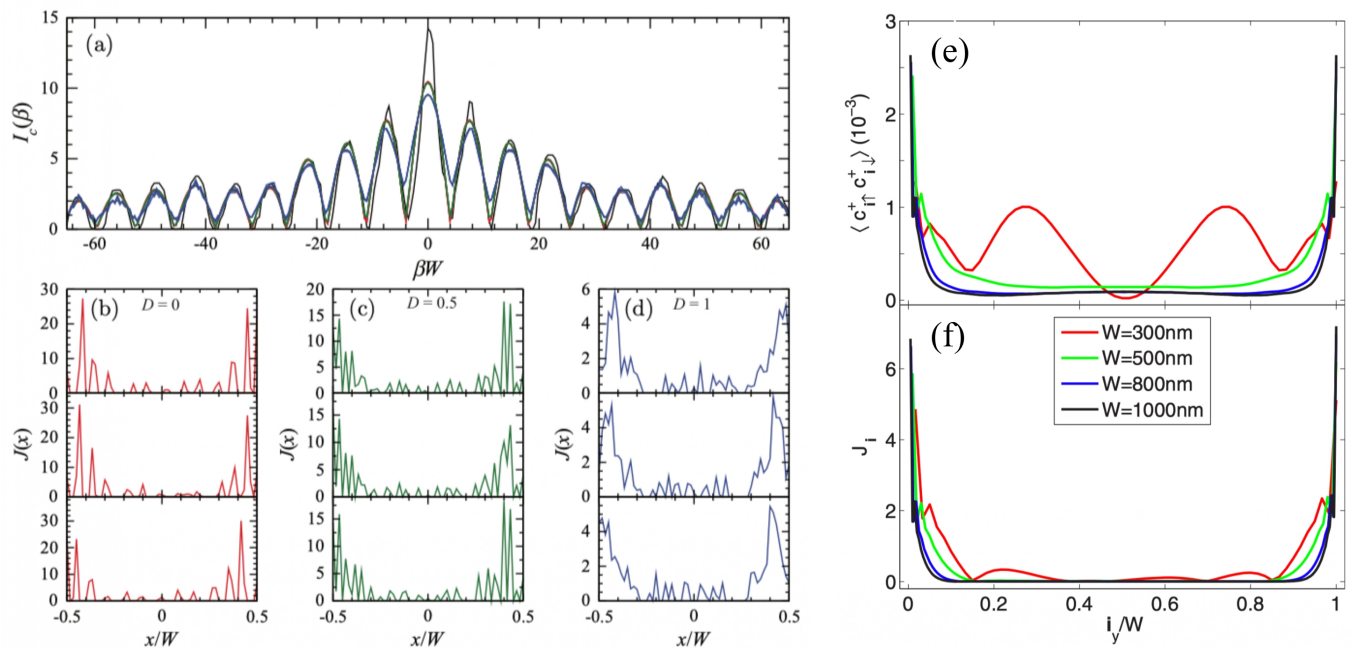 (a)
15
10
5
0
I_c(β)
-60 -40 -20 0 20 40 60
βW
(b) D = 0
30
20
10
0
30
20
10
0
30
20
10
0
J(x)
-0.5 0 0.5
x/W
(c) D = 0.5
20
15
10
5
0
15
10
5
0
15
10
5
0
J(x)
-0.5 0 0.5
x/W
(d) D = 1
6
4
2
0
4
2
0
4
2
0
J(x)
-0.5 0 0.5
x/W
(e)
3
2
1
0
⟨ c⁺_i↑ c⁺_i↓ ⟩ (10⁻³)
(f)
W=300nm
W=500nm
W=800nm
W=1000nm
6
4
2
0
J_i
0 0.2 0.4 0.6 0.8 1
i_y/W